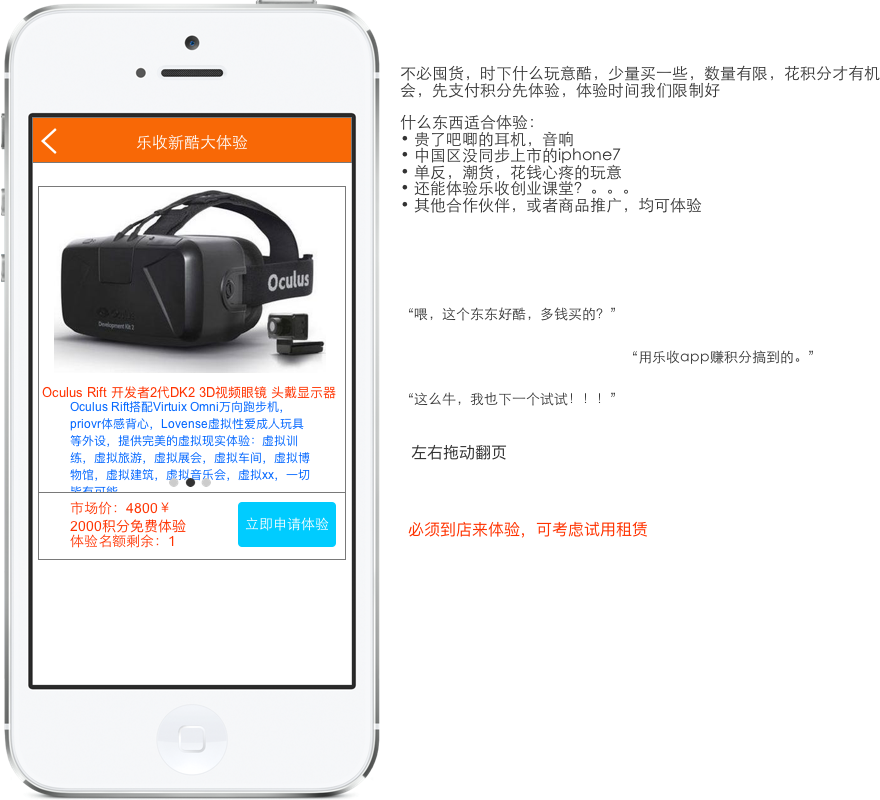 乐收新酷大体验
Oculus
Development Kit 2
Oculus Rift 开发者2代DK2 3D视频眼镜 头戴显示器
Oculus Rift搭配Virtuix Omni万向跑步机，
priovr体感背心，Lovense虚拟性爱成人玩具
等外设，提供完美的虚拟现实体验：虚拟训
练，虚拟旅游，虚拟展会，虚拟车间，虚拟博
物馆，虚拟建筑，虚拟音乐会，虚拟xx，一切
皆有可能
市场价：4800￥
2000积分免费体验
体验名额剩余：1
立即申请体验
不必囤货，时下什么玩意酷，少量买一些，数量有限，花积分才有机
会，先支付积分先体验，体验时间我们限制好
什么东西适合体验：
• 贵了吧唧的耳机，音响
• 中国区没同步上市的iphone7
• 单反，潮货，花钱心疼的玩意
• 还能体验乐收创业课堂？。。。
• 其他合作伙伴，或者商品推广，均可体验
“喂，这个东东好酷，多钱买的？”
“用乐收app赚积分搞到的。”
“这么牛，我也下一个试试！！！”
左右拖动翻页
必须到店来体验，可考虑试用租赁